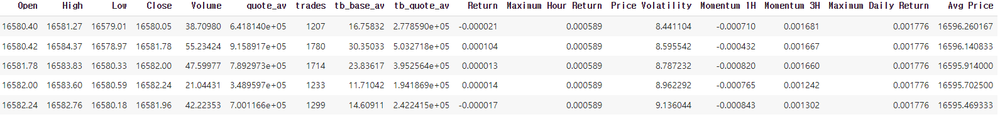 Open High Low Close Volume quote_av trades tb_base_av tb_quote_av Return Maximum Hour Return Price Volatility Momentum 1H Momentum 3H Maximum Daily Return Avg Price
16580.40 16581.27 16579.01 16580.05 38.70980 6.418140e+05 1207 16.75832 2.778590e+05 -0.000021 0.000589 8.441104 -0.000710 0.001681 0.001776 16596.260167
16580.42 16584.37 16578.97 16581.78 55.23424 9.158917e+05 1780 30.35033 5.032718e+05 0.000104 0.000589 8.595542 -0.000432 0.001667 0.001776 16596.140833
16581.78 16583.83 16580.33 16582.00 47.59977 7.892973e+05 1714 23.83617 3.952564e+05 0.000013 0.000589 8.787232 -0.000820 0.001660 0.001776 16595.914000
16582.00 16583.60 16580.59 16582.24 21.04431 3.489597e+05 1233 11.71042 1.941869e+05 0.000014 0.000589 8.962292 -0.000765 0.001242 0.001776 16595.702500
16582.24 16582.76 16580.18 16581.96 42.22353 7.001166e+05 1299 14.60911 2.422415e+05 -0.000017 0.000589 9.136044 -0.000843 0.001302 0.001776 16595.469333